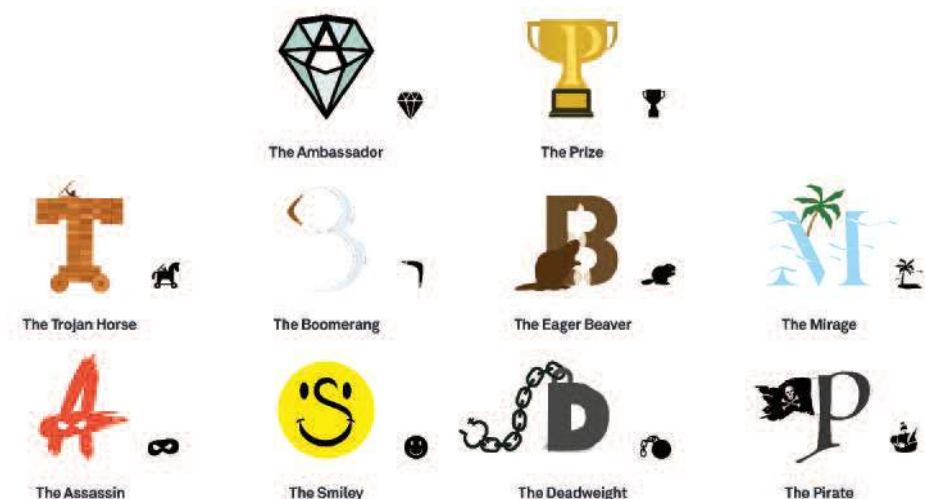 A
P
The Ambassador
The Prize
T
B
B
M
The Trojan Horse
The Boomerang
The Eager Beaver
The Mirage
A
S
D
P
The Assassin
The Smiley
The Deadweight
The Pirate